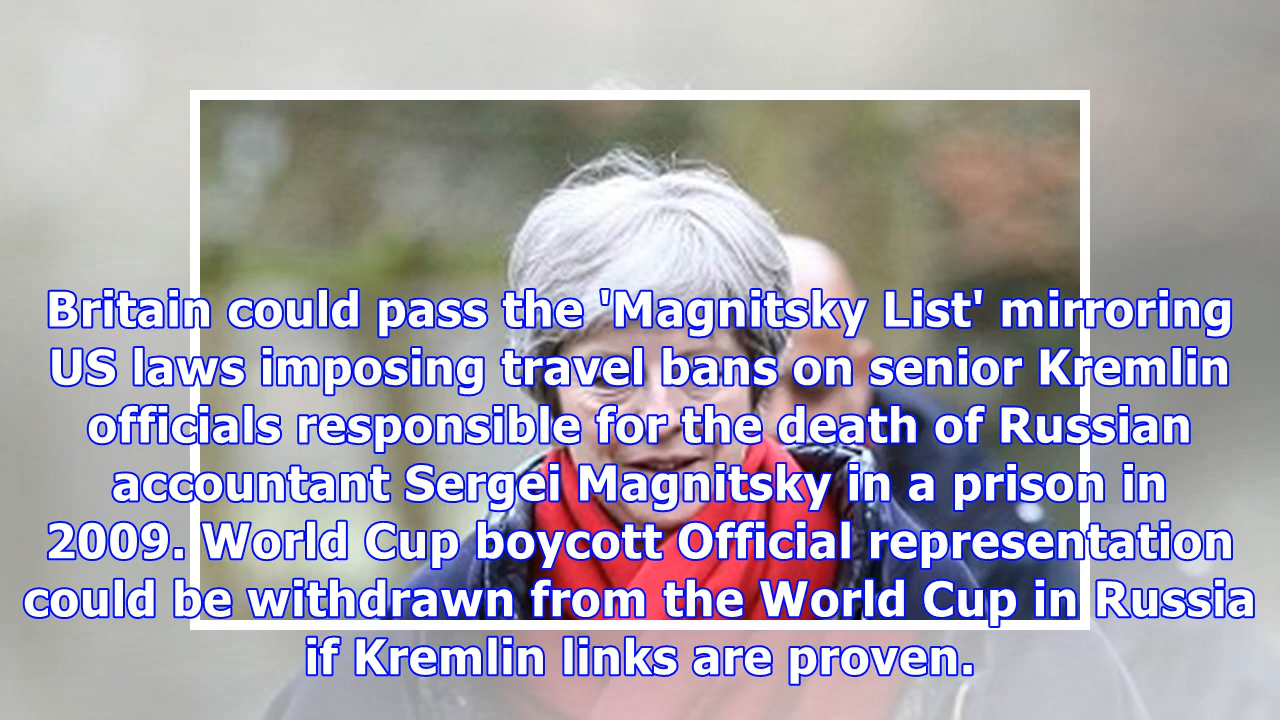 Britain could pass the 'Magnitsky List' mirroring
US laws imposing travel bans on senior Kremlin
officials responsible for the death of Russian
accountant Sergei Magnitsky in a prison in
2009. World Cup boycott Official representation
could be withdrawn from the World Cup in Russia
if Kremlin links are proven.